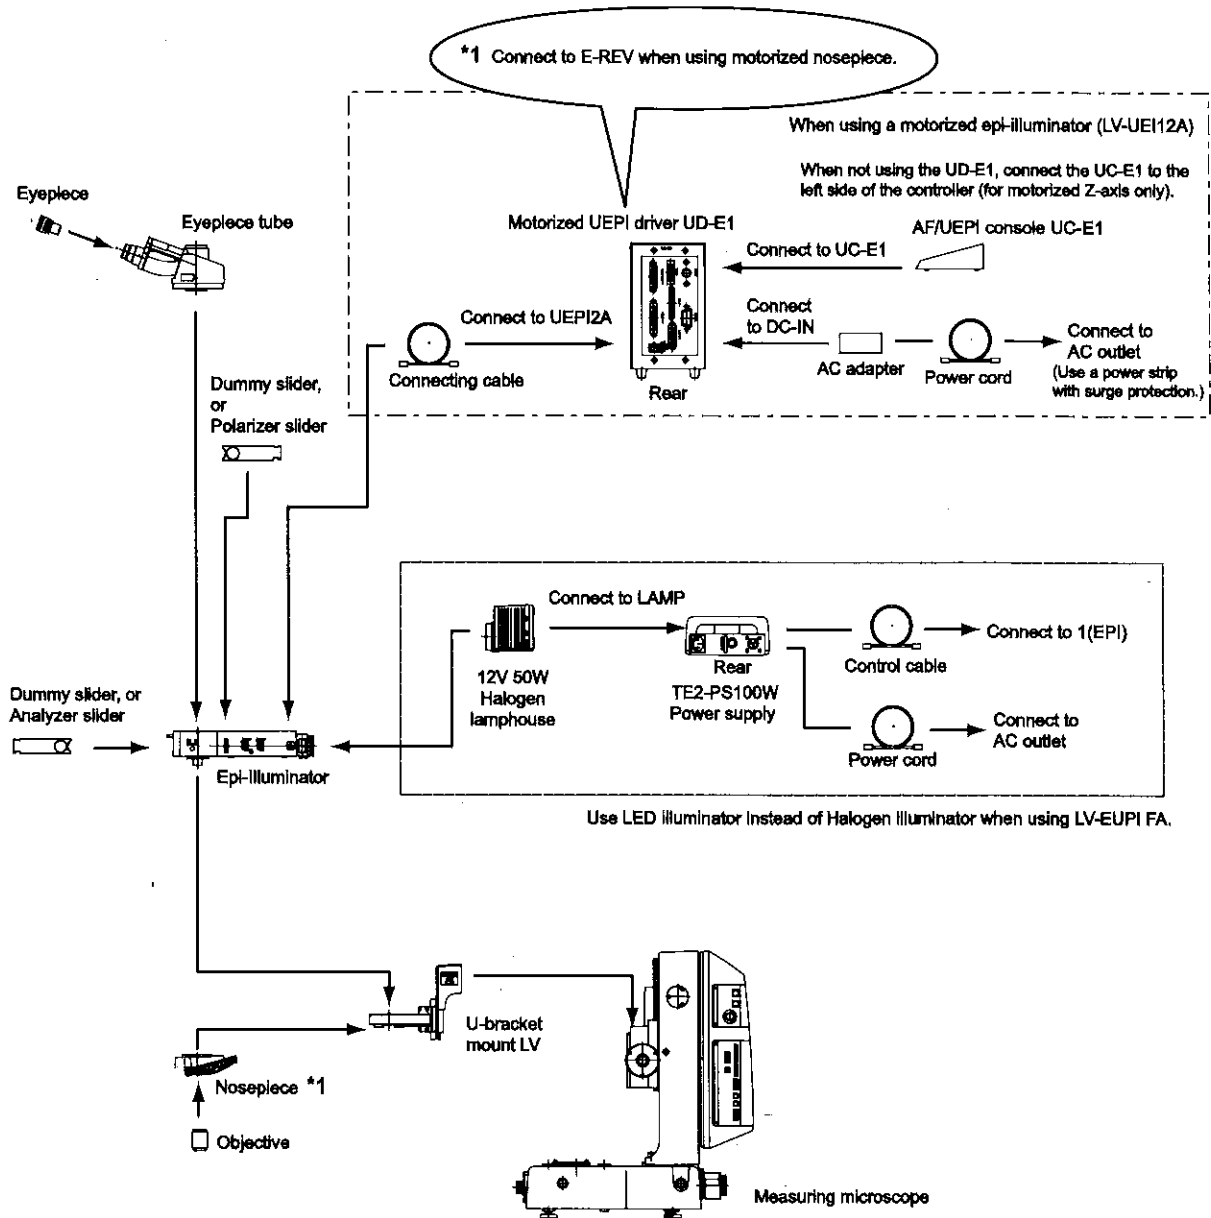 *1 Connect to E-REV when using motorized nosepiece.
When using a motorized epi-illuminator (LV-UEI12A)
When not using the UD-E1, connect the UC-E1 to the
left side of the controller (for motorized Z-axis only).
Eyepiece
Eyepiece tube
Motorized UEPI driver UD-E1
AF/UEPI console UC-E1
Connect to UC-E1
Connect to UEPI2A
Connect
to DC-IN
Connecting cable
Rear
AC adapter
Power cord
Connect to
AC outlet
(Use a power strip
with surge protection.)
Dummy slider,
or
Polarizer slider
Connect to LAMP
12V 50W
Halogen
lamphouse
Rear
TE2-PS100W
Power supply
Control cable
Connect to 1(EPI)
Power cord
Connect to
AC outlet
Dummy slider, or
Analyzer slider
Epi-illuminator
Use LED illuminator instead of Halogen illuminator when using LV-EUPI FA.
U-bracket
mount LV
Nosepiece *1
Objective
Measuring microscope